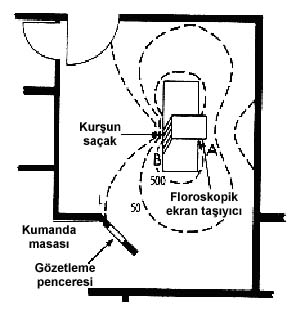 Kurşun
saçak
A
B
500
Floroskopik
ekran taşıyıcı
50
Kumanda
masası
Gözetleme
penceresi